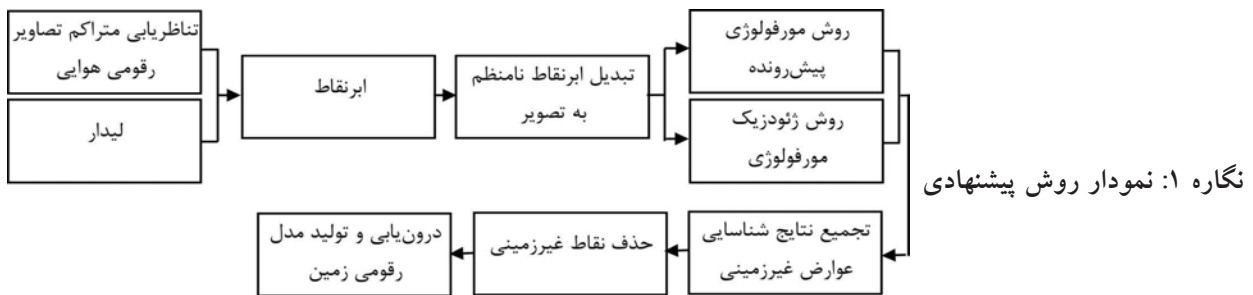 تناظریابی متراکم تصاویر
رقومی هوایی
لیدار
ابرنقاط
تبدیل ابرنقاط نامنظم
به تصویر
روش مورفولوژی
پیش‌رونده
روش ژئودزیک
مورفولوژی
تجمیع نتایج شناسایی
عوارض غیرزمینی
حذف نقاط غیرزمینی
درون‌یابی و تولید مدل
رقومی زمین
نگاره ۱: نمودار روش پیشنهادی